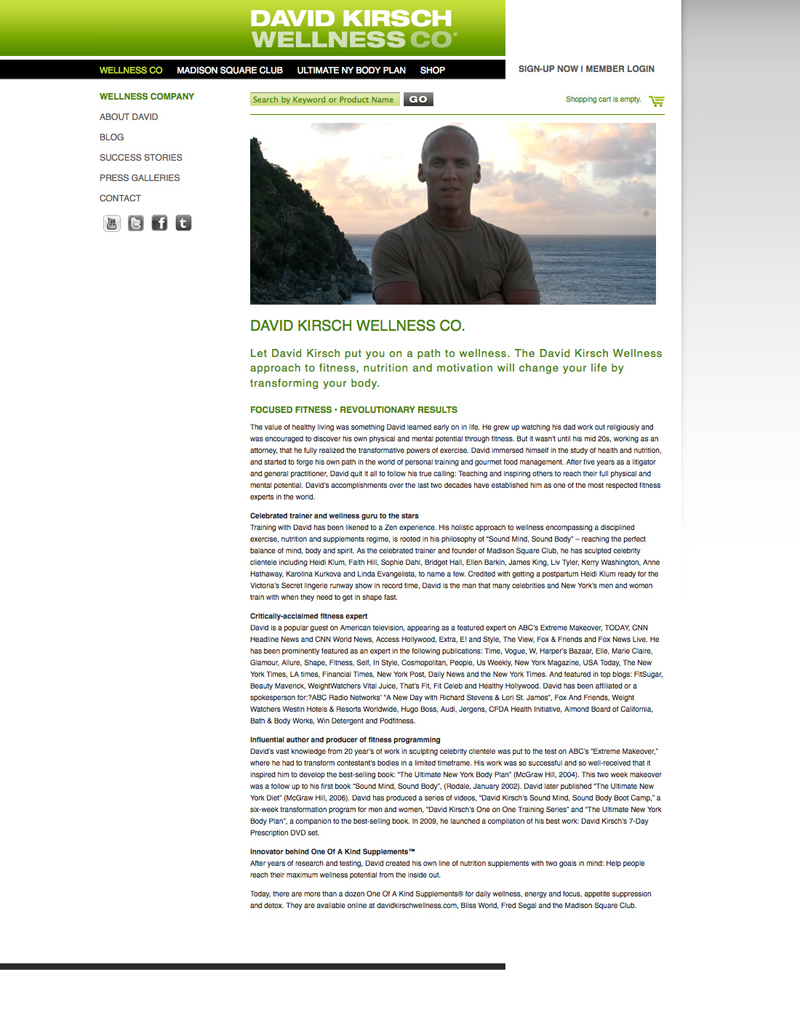 DAVID KIRSCH
WELLNESS CO®
WELLNESS CO MADISON SQUARE CLUB ULTIMATE NY BODY PLAN SHOP
SIGN-UP NOW | MEMBER LOGIN
WELLNESS COMPANY
ABOUT DAVID
BLOG
SUCCESS STORIES
PRESS GALLERIES
CONTACT
Search by Keyword or Product Name GO
Shopping cart is empty.
DAVID KIRSCH WELLNESS CO.
Let David Kirsch put you on a path to wellness. The David Kirsch Wellness
approach to fitness, nutrition and motivation will change your life by
transforming your body.
FOCUSED FITNESS • REVOLUTIONARY RESULTS
The value of healthy living was something David learned early on in life. He grew up watching his dad work out religiously and
was encouraged to discover his own physical and mental potential through fitness. But it wasn't until his mid 20s, working as an
attorney, that he fully realized the transformative powers of exercise. David immersed himself in the study of health and nutrition,
and started to forge his own path in the world of personal training and gourmet food management. After five years as a litigator
and general practitioner, David quit it all to follow his true calling: Teaching and inspiring others to reach their full physical and
mental potential. David's accomplishments over the last two decades have established him as one of the most respected fitness
experts in the world.
Celebrated trainer and wellness guru to the stars
Training with David has been likened to a Zen experience. His holistic approach to wellness encompassing a disciplined
exercise, nutrition and supplements regime, is rooted in his philosophy of "Sound Mind, Sound Body" – reaching the perfect
balance of mind, body and spirit. As the celebrated trainer and founder of Madison Square Club, he has sculpted celebrity
clientele including Heidi Klum, Faith Hill, Sophie Dahl, Bridget Hall, Ellen Barkin, James King, Liv Tyler, Kerry Washington, Anne
Hathaway, Karolina Kurkova and Linda Evangelista, to name a few. Credited with getting a postpartum Heidi Klum ready for the
Victoria's Secret lingerie runway show in record time, David is the man that many celebrities and New York's men and women
train with when they need to get in shape fast.
Critically-acclaimed fitness expert
David is a popular guest on American television, appearing as a featured expert on ABC's Extreme Makeover, TODAY, CNN
Headline News and CNN World News, Access Hollywood, Extra, E! and Style, The View, Fox & Friends and Fox News Live. He
has been prominently featured as an expert in the following publications: Time, Vogue, W, Harper's Bazaar, Elle, Marie Claire,
Glamour, Allure, Shape, Fitness, Self, In Style, Cosmopolitan, People, Us Weekly, New York Magazine, USA Today, The New
York Times, LA times, Financial Times, New York Post, Daily News and the New York Times. And featured in top blogs: FitSugar,
Beauty Maverick, WeightWatchers Vital Juice, That's Fit, Fit Celeb and Healthy Hollywood. David has been affiliated or a
spokesperson for:?ABC Radio Networks' "A New Day with Richard Stevens & Lori St. James", Fox And Friends, Weight
Watchers Westin Hotels & Resorts Worldwide, Hugo Boss, Audi, Jergens, CFDA Health Initiative, Almond Board of California,
Bath & Body Works, Win Detergent and Podfitness.
Influential author and producer of fitness programming
David's vast knowledge from 20 year's of work in sculpting celebrity clientele was put to the test on ABC's "Extreme Makeover,"
where he had to transform contestant's bodies in a limited timeframe. His work was so successful and so well-received that it
inspired him to develop the best-selling book: "The Ultimate New York Body Plan" (McGraw Hill, 2004). This two week makeover
was a follow up to his first book "Sound Mind, Sound Body", (Rodale, January 2002). David later published "The Ultimate New
York Diet" (McGraw Hill, 2006). David has produced a series of videos, "David Kirsch's Sound Mind, Sound Body Boot Camp," a
six-week transformation program for men and women, "David Kirsch's One on One Training Series" and "The Ultimate New York
Body Plan", a companion to the best-selling book. In 2009, he launched a compilation of his best work: David Kirsch's 7-Day
Prescription DVD set.
Innovator behind One Of A Kind Supplements™
After years of research and testing, David created his own line of nutrition supplements with two goals in mind: Help people
reach their maximum wellness potential from the inside out.
Today, there are more than a dozen One Of A Kind Supplements® for daily wellness, energy and focus, appetite suppression
and detox. They are available online at davidkirschwellness.com, Bliss World, Fred Segal and the Madison Square Club.